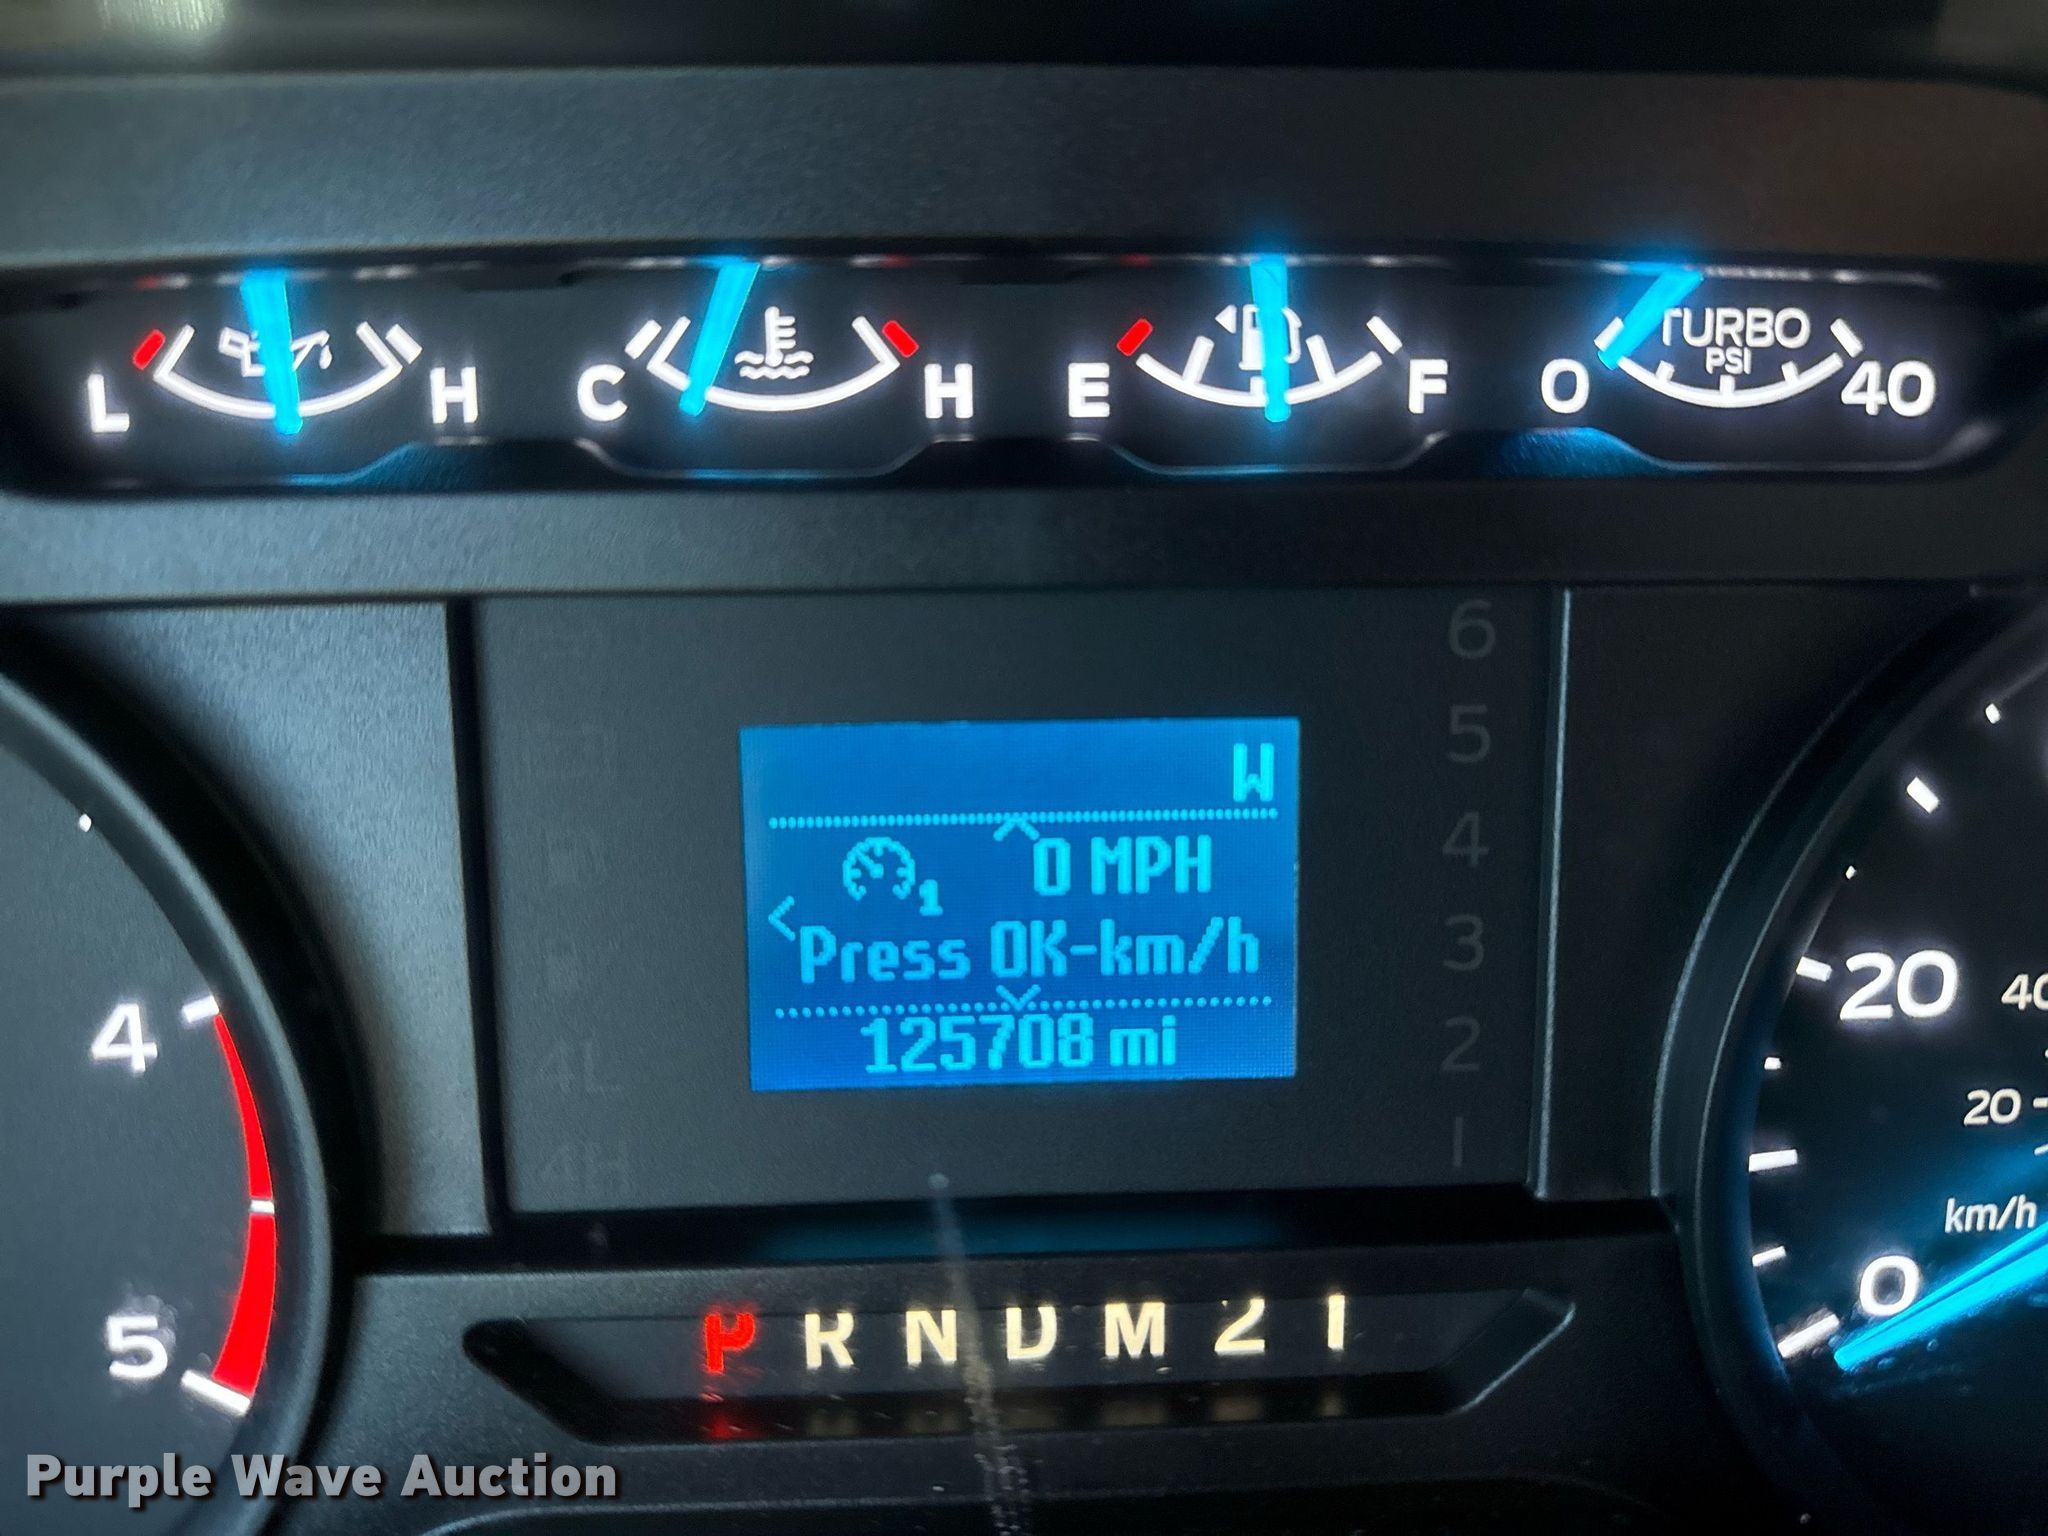 L H C H E F 0 TURBO PSI 40
6
5
4
3
2
1
W
1 0 MPH
Press OK-km/h
125708 mi
4L
4H
4
5
20
40
20
km/h
0
P R N D M 2 1
Purple Wave Auction